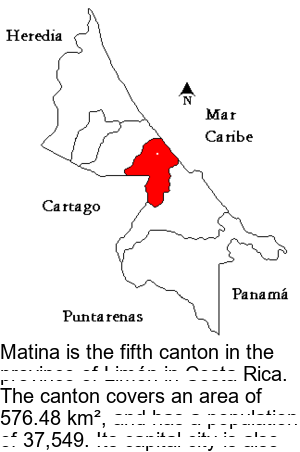 Heredia
N
Mar
Caribe
Cartago
Panamá
Puntarenas
Matina is the fifth canton in the
province of Limón in Costa Rica.
The canton covers an area of
576.48 km², and has a population
of 37,549. Its capital city is also